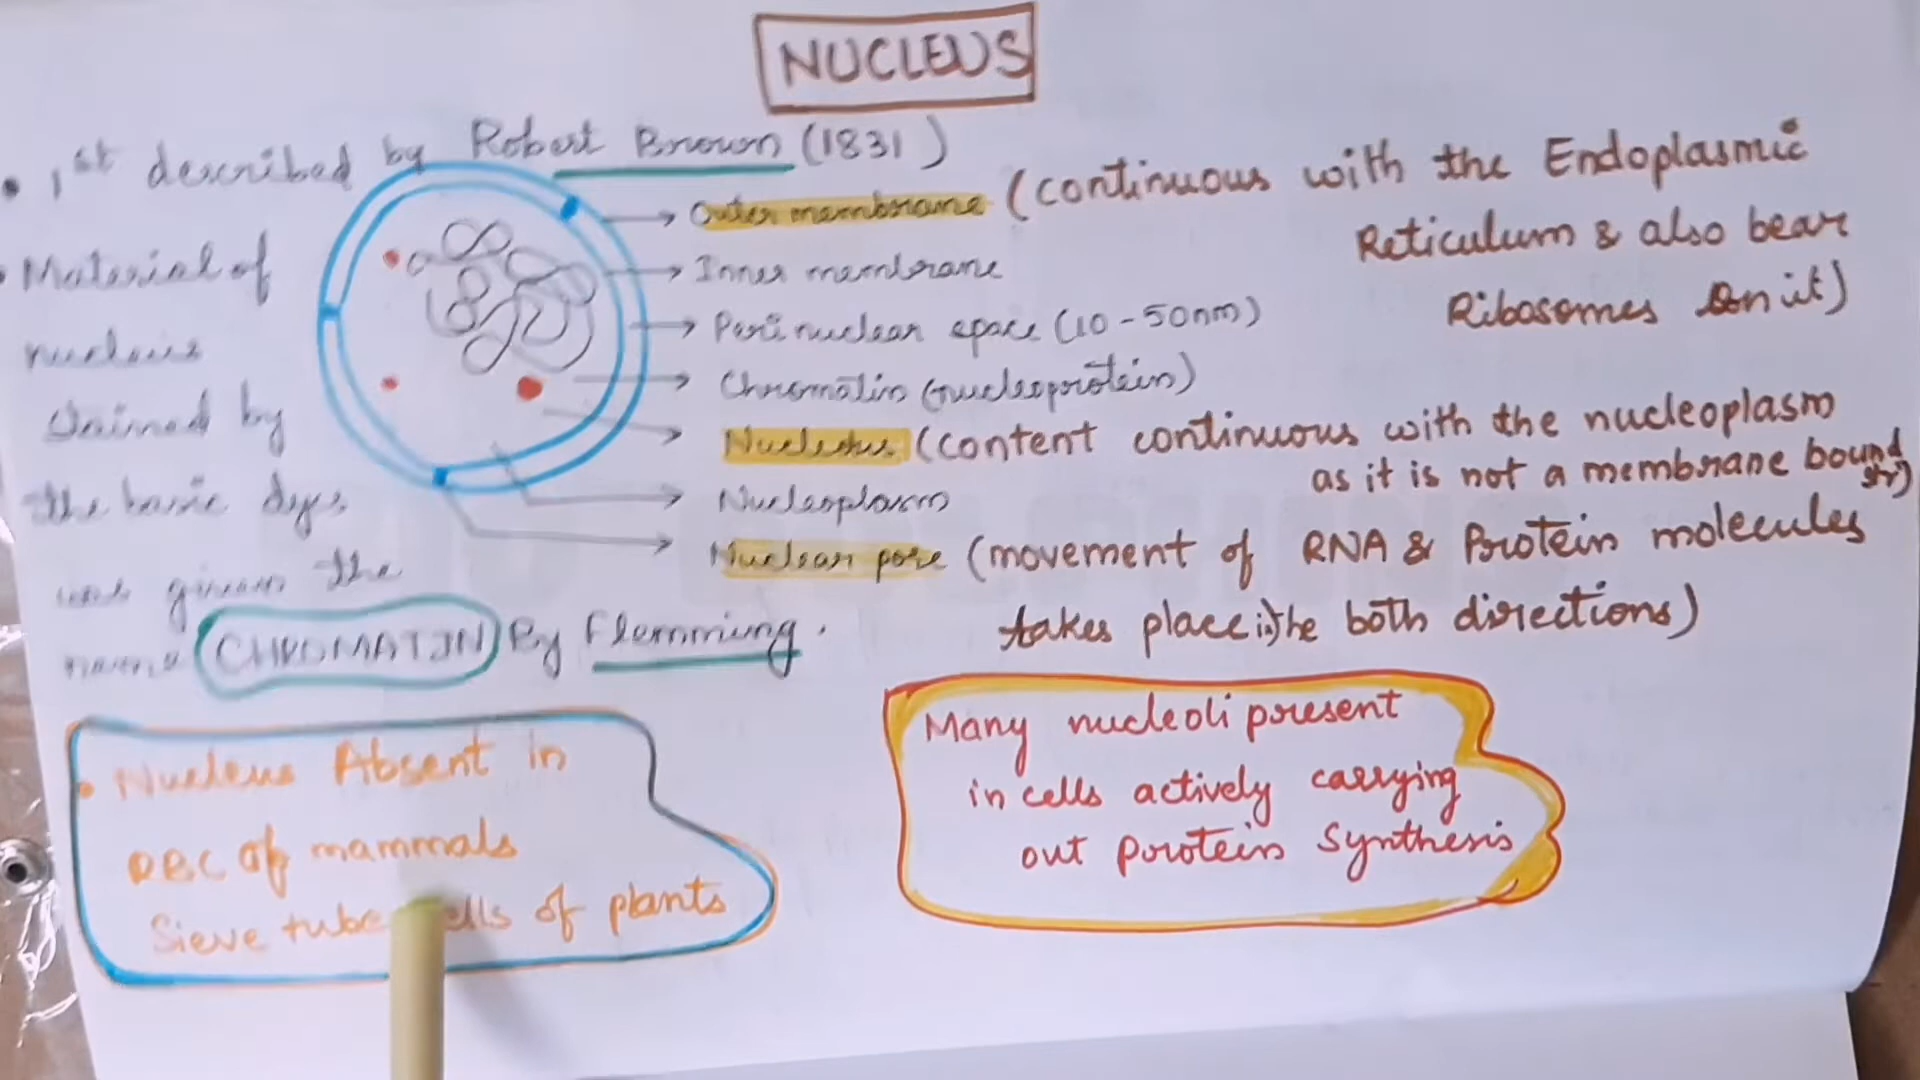 NUCLEUS
• 1st described by Robert Brown (1831)
• Material of
nucleus
stained by
the basic dyes
was given the
name CHROMATIN By Flemming.
Outer membrane (continuous with the Endoplasmic
Reticulum & also bear
Ribosomes on it)
Inner membrane
Perinuclear space (10-50nm)
Chromatin (nucleoprotein)
Nucleolus (content continuous with the nucleoplasm
as it is not a membrane bound
str)
Nucleoplasm
Nuclear pore (movement of RNA & Protein molecules
takes place in the both directions)
• Nucleus Absent in
RBC of mammals
Sieve tube cells of plants
Many nucleoli present
in cells actively carrying
out protein synthesis